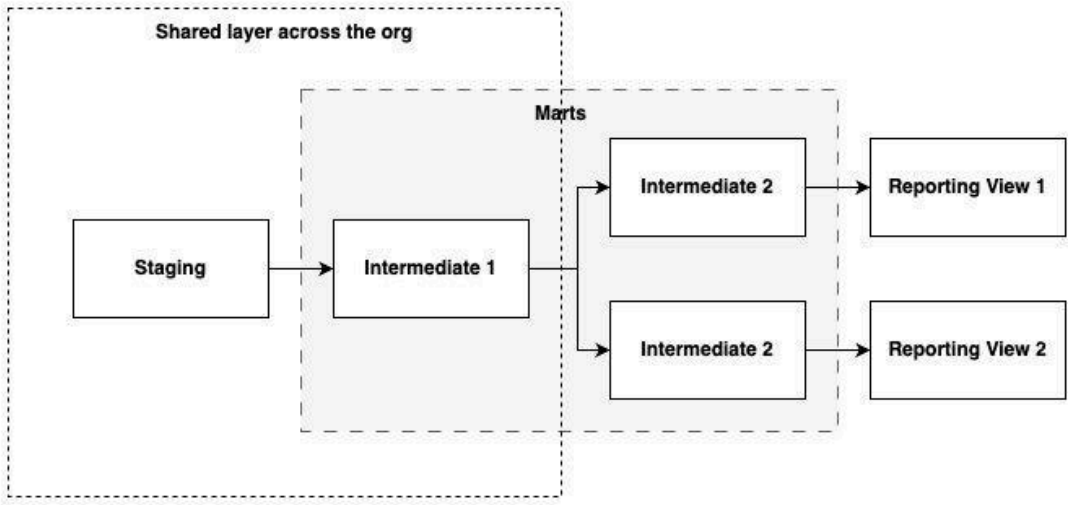 Shared layer across the org
Marts
Intermediate 2
Reporting View 1
Staging
Intermediate 1
Intermediate 2
Reporting View 2